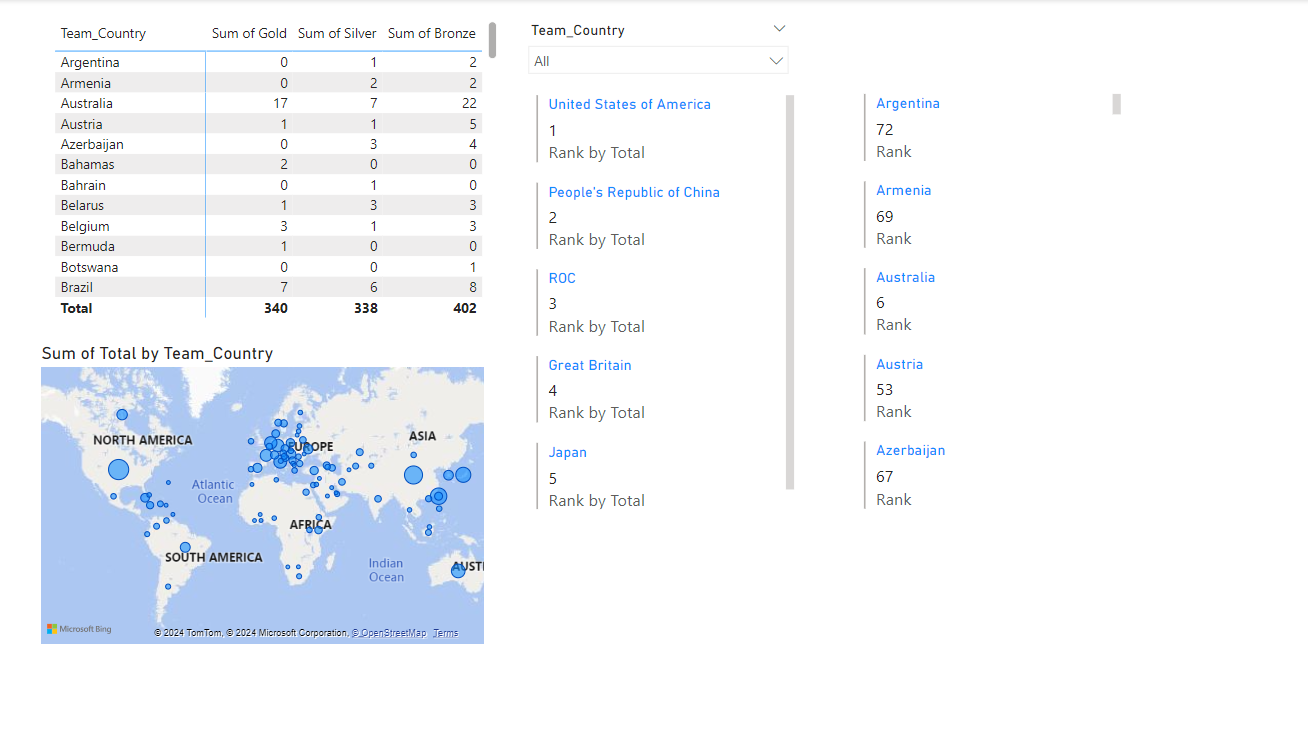 Team_Country Sum of Gold Sum of Silver Sum of Bronze
Argentina 0 1 2
Armenia 0 2 2
Australia 17 7 22
Austria 1 1 5
Azerbaijan 0 3 4
Bahamas 2 0 0
Bahrain 0 1 0
Belarus 1 3 3
Belgium 3 1 3
Bermuda 1 0 0
Botswana 0 0 1
Brazil 7 6 8
Total 340 338 402
Sum of Total by Team_Country
NORTH AMERICA
EUROPE
ASIA
Atlantic
Ocean
AFRICA
SOUTH AMERICA
Indian
Ocean
AUST
Microsoft Bing
© 2024 TomTom, © 2024 Microsoft Corporation, © OpenStreetMap Terms
Team_Country
All
United States of America
1
Rank by Total
People's Republic of China
2
Rank by Total
ROC
3
Rank by Total
Great Britain
4
Rank by Total
Japan
5
Rank by Total
Argentina
72
Rank
Armenia
69
Rank
Australia
6
Rank
Austria
53
Rank
Azerbaijan
67
Rank